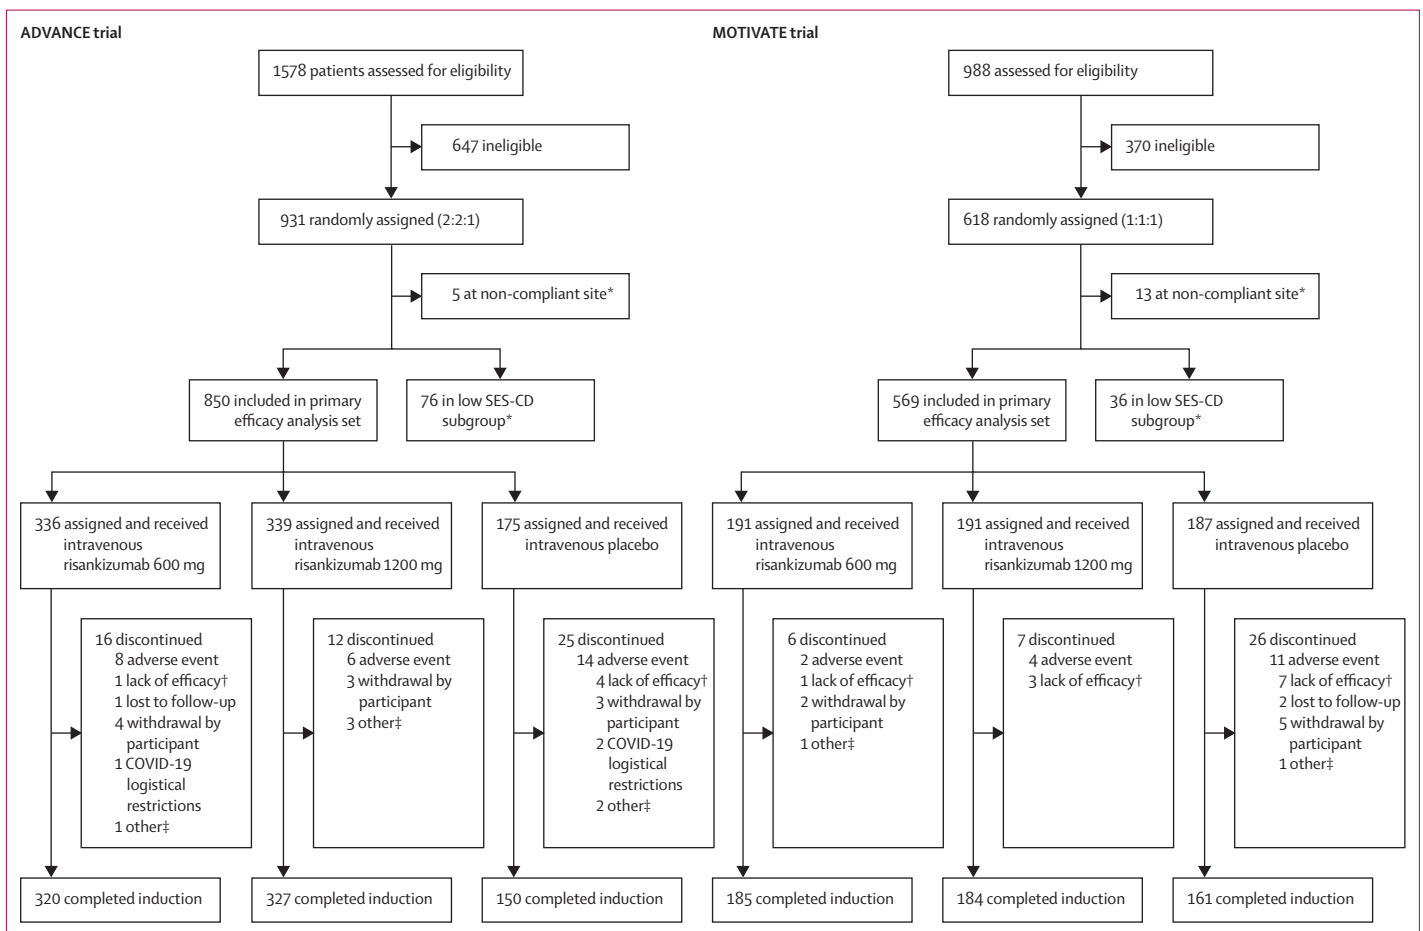 ADVANCE trial
1578 patients assessed for eligibility
647 ineligible
931 randomly assigned (2:2:1)
5 at non-compliant site*
850 included in primary
efficacy analysis set
76 in low SES-CD
subgroup*
336 assigned and received
intravenous
risankizumab 600 mg
339 assigned and received
intravenous
risankizumab 1200 mg
175 assigned and received
intravenous placebo
16 discontinued
8 adverse event
1 lack of efficacy†
1 lost to follow-up
4 withdrawal by
participant
1 COVID-19
logistical
restrictions
1 other‡
12 discontinued
6 adverse event
3 withdrawal by
participant
3 other‡
25 discontinued
14 adverse event
4 lack of efficacy†
3 withdrawal by
participant
2 COVID-19
logistical
restrictions
2 other‡
320 completed induction
327 completed induction
150 completed induction
MOTIVATE trial
988 assessed for eligibility
370 ineligible
618 randomly assigned (1:1:1)
13 at non-compliant site*
569 included in primary
efficacy analysis set
36 in low SES-CD
subgroup*
191 assigned and received
intravenous
risankizumab 600 mg
191 assigned and received
intravenous
risankizumab 1200 mg
187 assigned and received
intravenous placebo
6 discontinued
2 adverse event
1 lack of efficacy†
2 withdrawal by
participant
1 other‡
7 discontinued
4 adverse event
3 lack of efficacy†
26 discontinued
11 adverse event
7 lack of efficacy†
2 lost to follow-up
5 withdrawal by
participant
1 other‡
185 completed induction
184 completed induction
161 completed induction